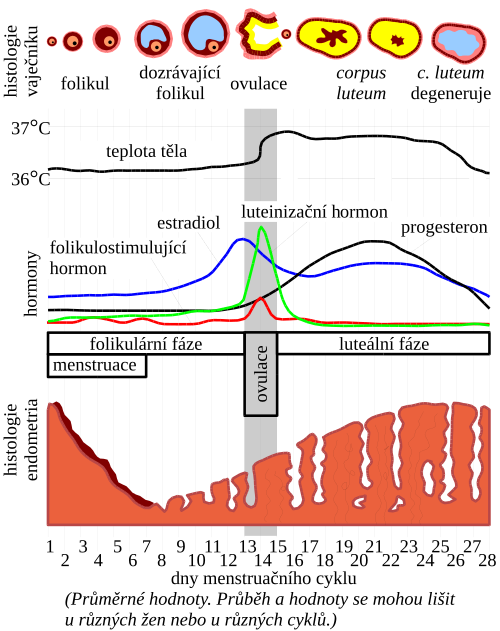 histologie
vaječníku
folikul
dozrávající
folikul
ovulace
corpus
luteum
c. luteum
degeneruje
37°C
teplota těla
36°C
hormony
estradiol
luteinizační hormon
folikulostimulující
hormon
progesteron
folikulární fáze
ovulace
luteální fáze
menstruace
histologie
endometria
1 2 3 4 5 6 7 8 9 10 11 12 13 14 15 16 17 18 19 20 21 22 23 24 25 26 27 28
dny menstruačního cyklu
(Průměrné hodnoty. Průběh a hodnoty se mohou lišit
u různých žen nebo u různých cyklů.)